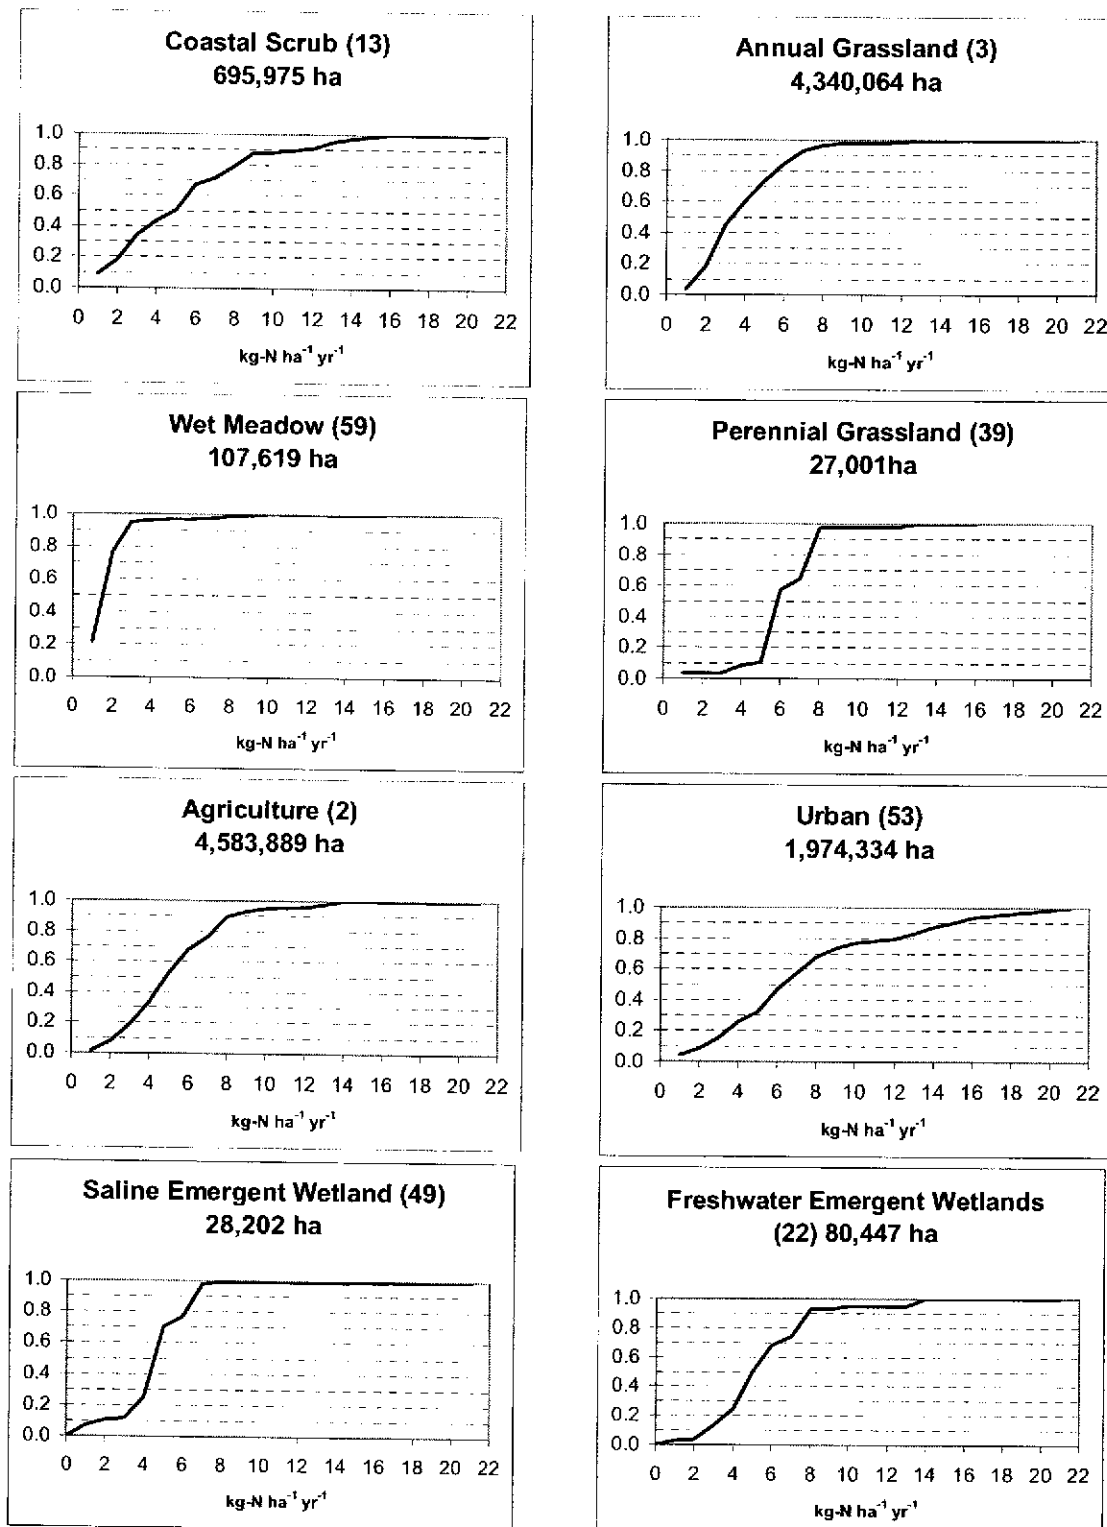 Coastal Scrub (13)
695,975 ha
1.0
0.8
0.6
0.4
0.2
0.0
0 2 4 6 8 10 12 14 16 18 20 22
kg-N ha⁻¹ yr⁻¹
Annual Grassland (3)
4,340,064 ha
1.0
0.8
0.6
0.4
0.2
0.0
0 2 4 6 8 10 12 14 16 18 20 22
kg-N ha⁻¹ yr⁻¹
Wet Meadow (59)
107,619 ha
1.0
0.8
0.6
0.4
0.2
0.0
0 2 4 6 8 10 12 14 16 18 20 22
kg-N ha⁻¹ yr⁻¹
Perennial Grassland (39)
27,001ha
1.0
0.8
0.6
0.4
0.2
0.0
0 2 4 6 8 10 12 14 16 18 20 22
kg-N ha⁻¹ yr⁻¹
Agriculture (2)
4,583,889 ha
1.0
0.8
0.6
0.4
0.2
0.0
0 2 4 6 8 10 12 14 16 18 20 22
kg-N ha⁻¹ yr⁻¹
Urban (53)
1,974,334 ha
1.0
0.8
0.6
0.4
0.2
0.0
0 2 4 6 8 10 12 14 16 18 20 22
kg-N ha⁻¹ yr⁻¹
Saline Emergent Wetland (49)
28,202 ha
1.0
0.8
0.6
0.4
0.2
0.0
0 2 4 6 8 10 12 14 16 18 20 22
kg-N ha⁻¹ yr⁻¹
Freshwater Emergent Wetlands
(22) 80,447 ha
1.0
0.8
0.6
0.4
0.2
0.0
0 2 4 6 8 10 12 14 16 18 20 22
kg-N ha⁻¹ yr⁻¹